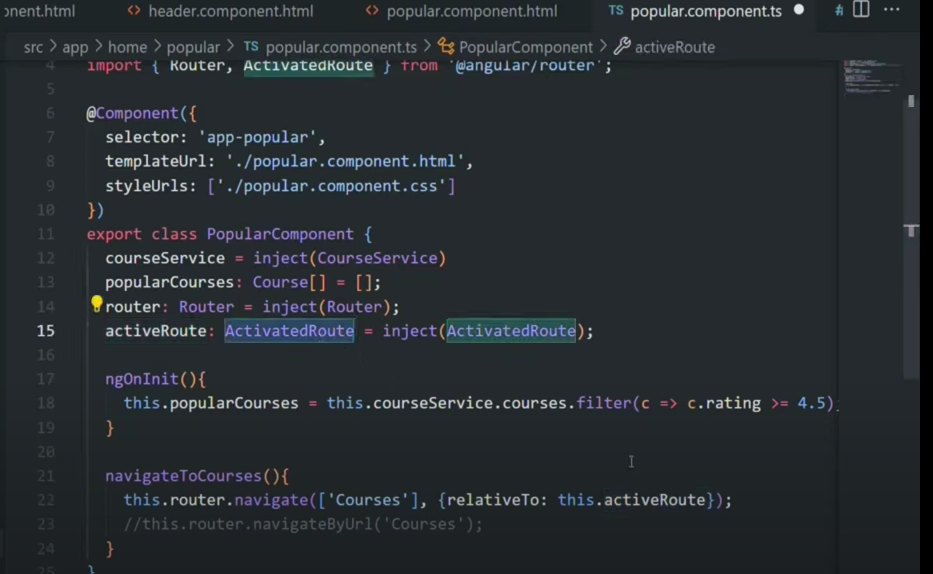 onent.html <> header.component.html <> popular.component.html TS popular.component.ts ● # ...
src > app > home > popular > TS popular.component.ts > PopularComponent > activeRoute
4 import { Router, ActivatedRoute } from '@angular/router';
5
6 @Component({
7 selector: 'app-popular',
8 templateUrl: './popular.component.html',
9 styleUrls: ['./popular.component.css']
10 })
11 export class PopularComponent {
12 courseService = inject(CourseService)
13 popularCourses: Course[] = [];
14 router: Router = inject(Router);
15 activeRoute: ActivatedRoute = inject(ActivatedRoute);
16
17 ngOnInit(){
18 this.popularCourses = this.courseService.courses.filter(c => c.rating >= 4.5);
19 }
20
21 navigateToCourses(){
22 this.router.navigate(['Courses'], {relativeTo: this.activeRoute});
23 //this.router.navigateByUrl('Courses');
24 }
25 }